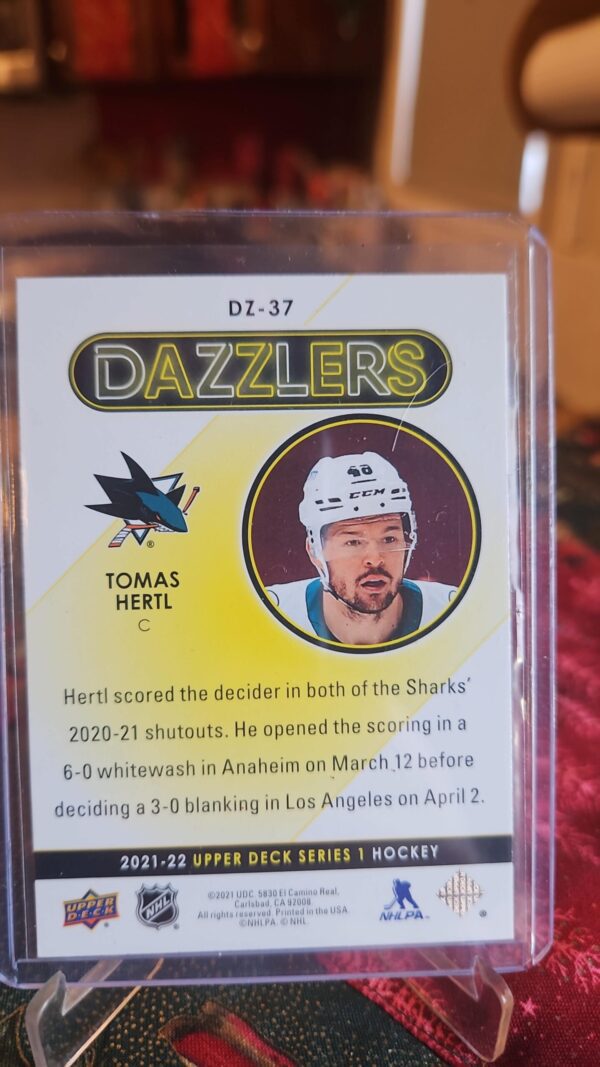 DZ-37
DAZZLERS
48
CCM
TOMAS
HERTL
C
Hertl scored the decider in both of the Sharks'
2020-21 shutouts. He opened the scoring in a
6-0 whitewash in Anaheim on March 12 before
deciding a 3-0 blanking in Los Angeles on April 2.
2021-22 UPPER DECK SERIES 1 HOCKEY
UPPER DECK
NHL
©2021 UDC. 5830 El Camino Real,
Carlsbad, CA 92008.
All rights reserved. Printed in the USA
©NHLPA. © NHL.
NHLPA
®